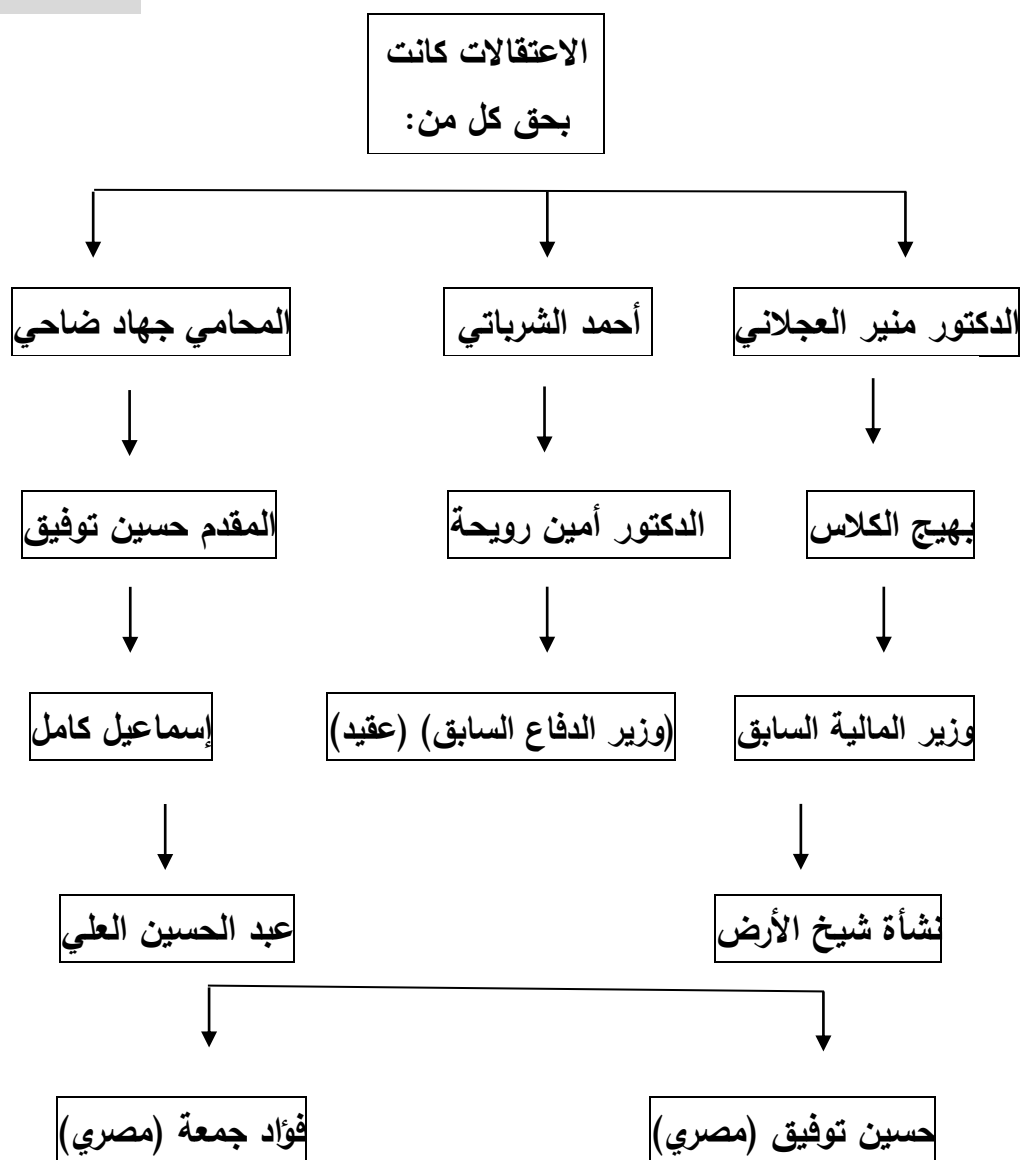 الاعتقالات كانت
بحق كل من:
الدكتور منير العجلاني
أحمد الشرباتي
المحامي جهاد ضاحي
بهيج الكلاس
الدكتور أمين رويحة
المقدم حسين توفيق
وزير المالية السابق
(وزير الدفاع السابق) (عقيد)
إسماعيل كامل
نشأة شيخ الأرض
عبد الحسين العلي
حسين توفيق (مصري)
فؤاد جمعة (مصري)